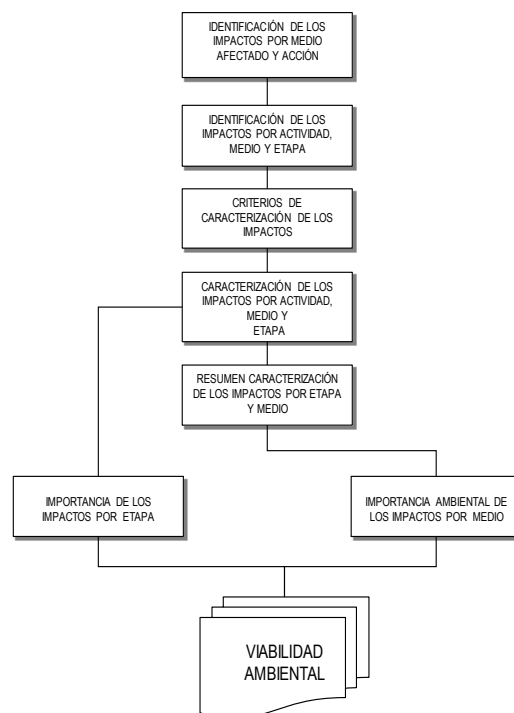 IDENTIFICACIÓN DE LOS
IMPACTOS POR MEDIO
AFECTADO Y ACCIÓN
IDENTIFICACIÓN DE LOS
IMPACTOS POR ACTIVIDAD,
MEDIO Y ETAPA
CRITERIOS DE
CARACTERIZACIÓN DE LOS
IMPACTOS
CARACTERIZACIÓN DE LOS
IMPACTOS POR ACTIVIDAD,
MEDIO Y
ETAPA
RESUMEN CARACTERIZACIÓN
DE LOS IMPACTOS POR ETAPA
Y MEDIO
IMPORTANCIA DE LOS
IMPACTOS POR ETAPA
IMPORTANCIA AMBIENTAL DE
LOS IMPACTOS POR MEDIO
VIABILIDAD
AMBIENTAL